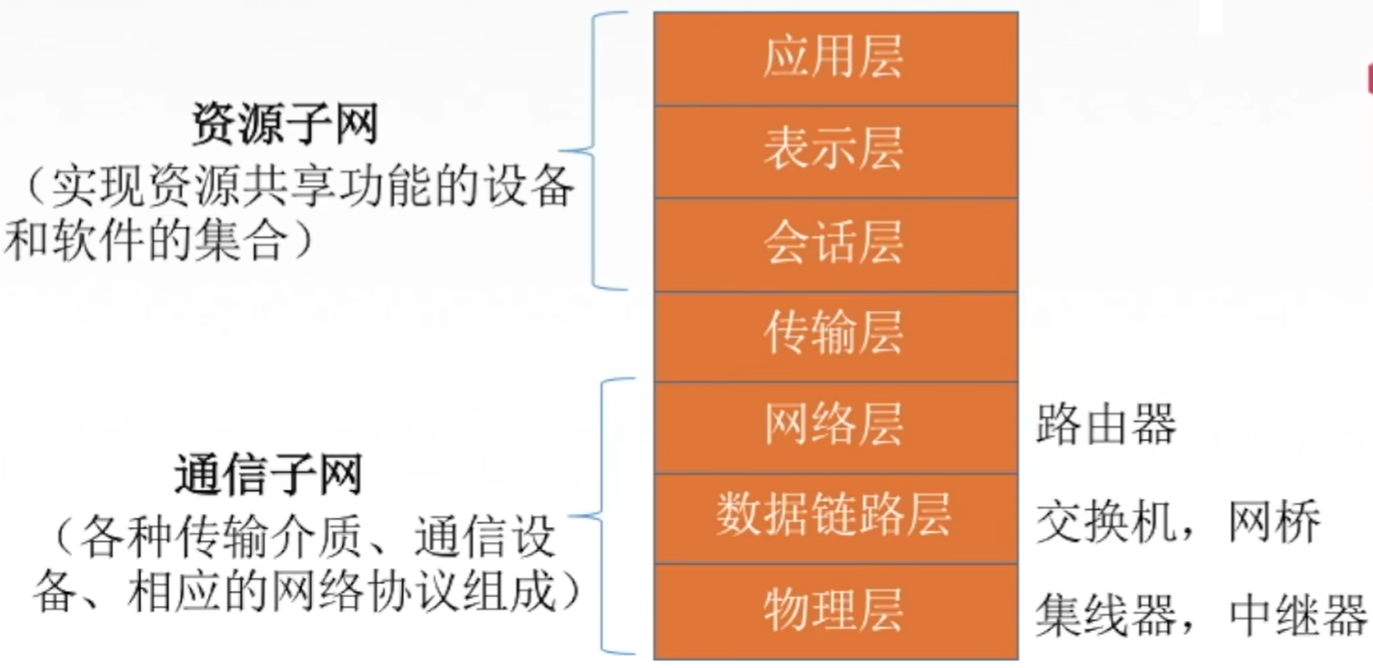 资源子网
（实现资源共享功能的设备
和软件的集合）
应用层
表示层
会话层
传输层
通信子网
（各种传输介质、通信设
备、相应的网络协议组成）
网络层
路由器
数据链路层
交换机，网桥
物理层
集线器，中继器